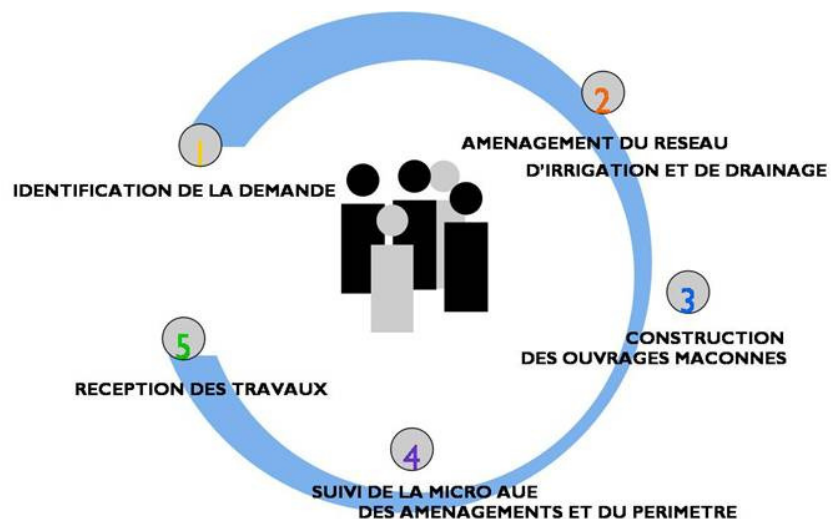 1
IDENTIFICATION DE LA DEMANDE
2
AMENAGEMENT DU RESEAU
D'IRRIGATION ET DE DRAINAGE
3
CONSTRUCTION
DES OUVRAGES MACONNES
4
SUIVI DE LA MICRO AUE
DES AMENAGEMENTS ET DU PERIMETRE
5
RECEPTION DES TRAVAUX